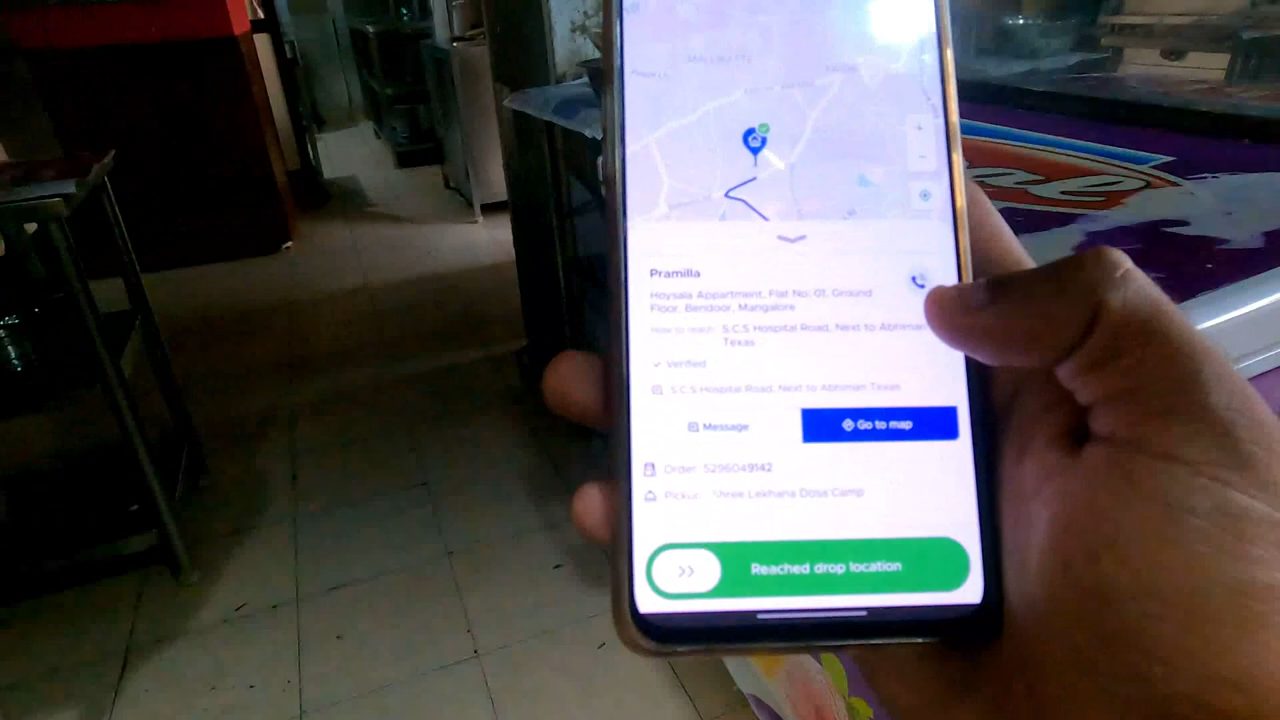 Pramilla
Hoysala Appartment, Flat No: 01, Ground
Floor, Bendoor, Mangalore
How to reach: S.C.S Hospital Road, Next to Abhiman
Texas
Verified
S.C.S Hospital Road, Next to Abhiman Texas
Message
Go to map
Order: 5296049142
Pickup: Shree Lekhana Dosa Camp
Reached drop location